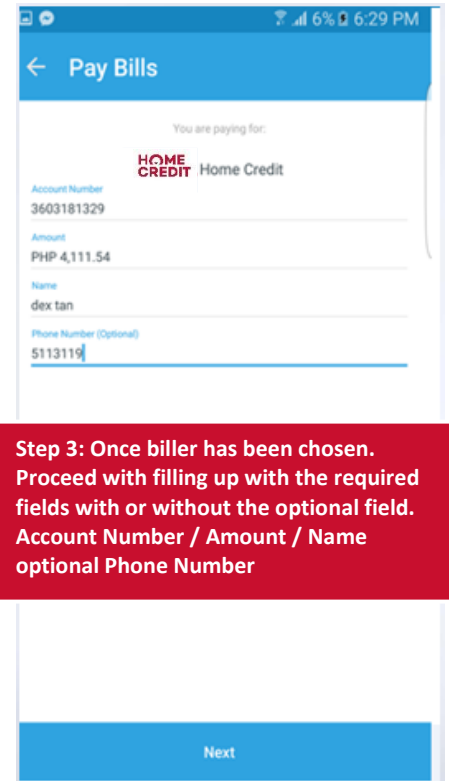 6% 6:29 PM
← Pay Bills
You are paying for:
HOME
CREDIT Home Credit
Account Number
3603181329
Amount
PHP 4,111.54
Name
dex tan
Phone Number (Optional)
5113119
Step 3: Once biller has been chosen.
Proceed with filling up with the required
fields with or without the optional field.
Account Number / Amount / Name
optional Phone Number
Next